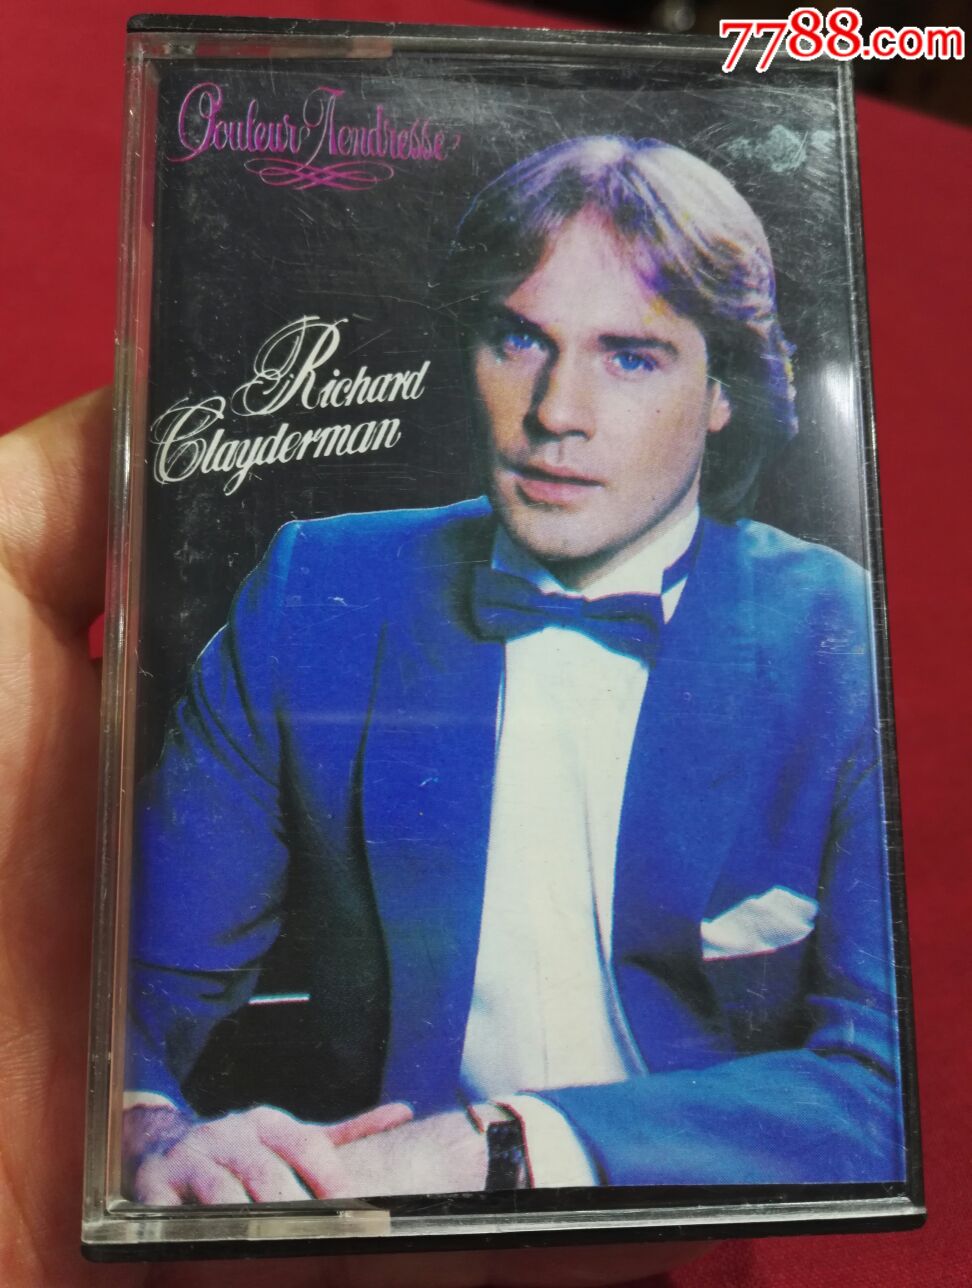 7788.com
Couleur Tendresse
Richard
Clayderman